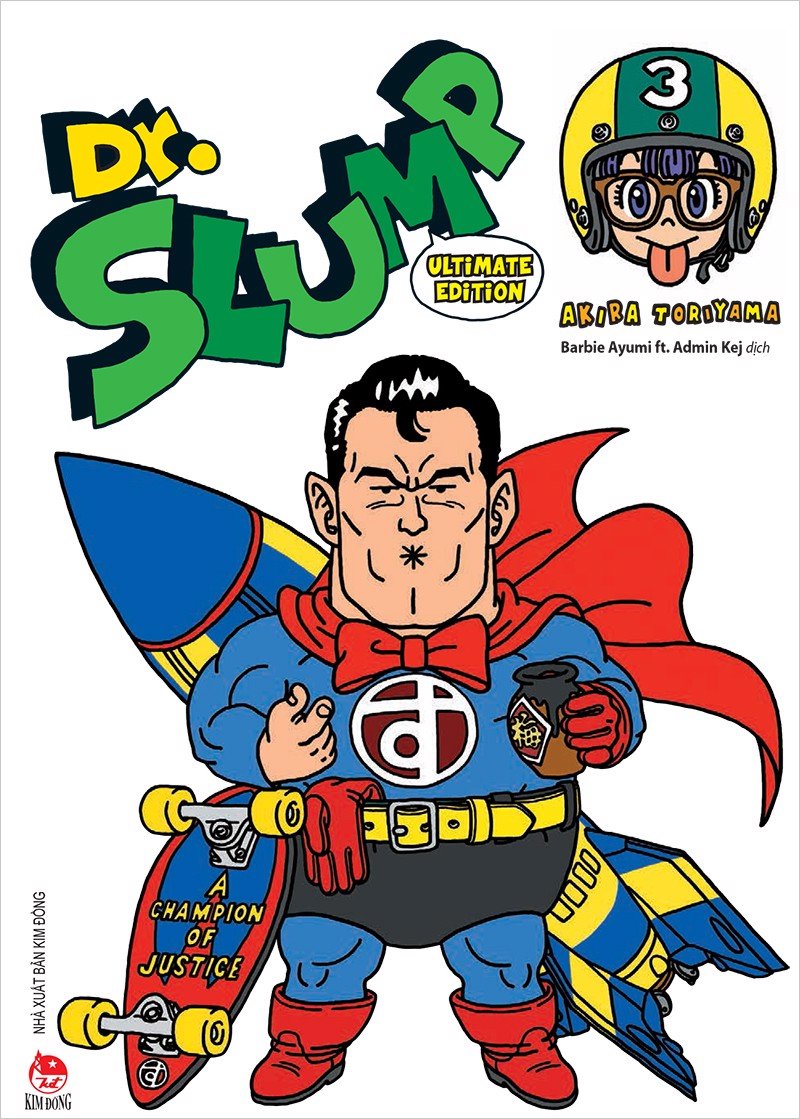 Dr.
SLUMP
ULTIMATE
EDITION
3
AKIRA TORIYAMA
Barbie Ayumi ft. Admin Kej dịch
梅
A
CHAMPION
OF
JUSTICE
NHÀ XUẤT BẢN KIM ĐỒNG
KIM ĐỒNG